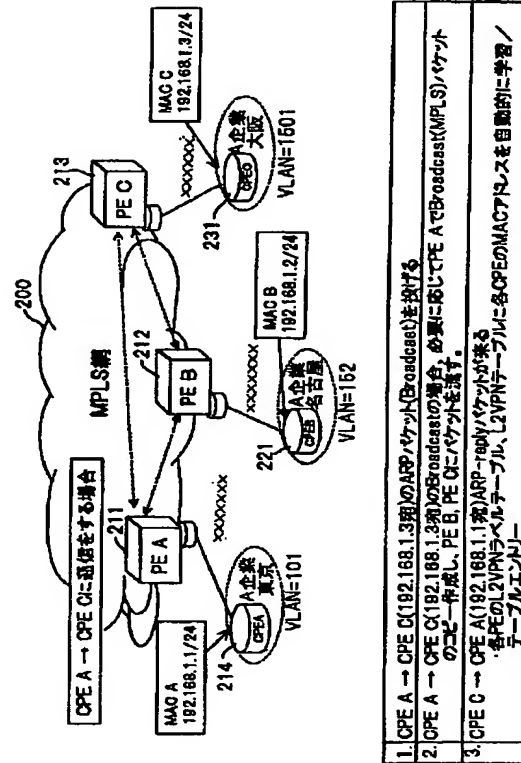 CPE A → CPE Cに通信をする場合
200
MPLS網
211
PE A
212
PE B
213
PE C
MAC A
192.168.1.1/24
214
CPEA
A企業
東京
VLAN=101
XXXXXXX
221
CPEB
A企業
名古屋
VLAN=152
XXXXXXX
MAC B
192.168.1.2/24
231
A企業
大阪
VLAN=1501
XXXXXXX
MAC C
192.168.1.3/24
1. CPE A → CPE C(192.168.1.3宛)のARPパケット(Broadcast)を投げる
2. CPE A → CPE C(192.168.1.3宛)のBroadcastの場合、必要に応じてPE AでBroadcast(MPLS)パケット
のコピー作成し、PE B, PE Cにパケットを流す。
3. CPE C → CPE A(192.168.1.1宛)ARP-replyパケットが来る
・各PEのL2VPNラベルテーブル、L2VPNテーブルに各CPEのMACアドレスを自動的に学習/
テーブルエントリー